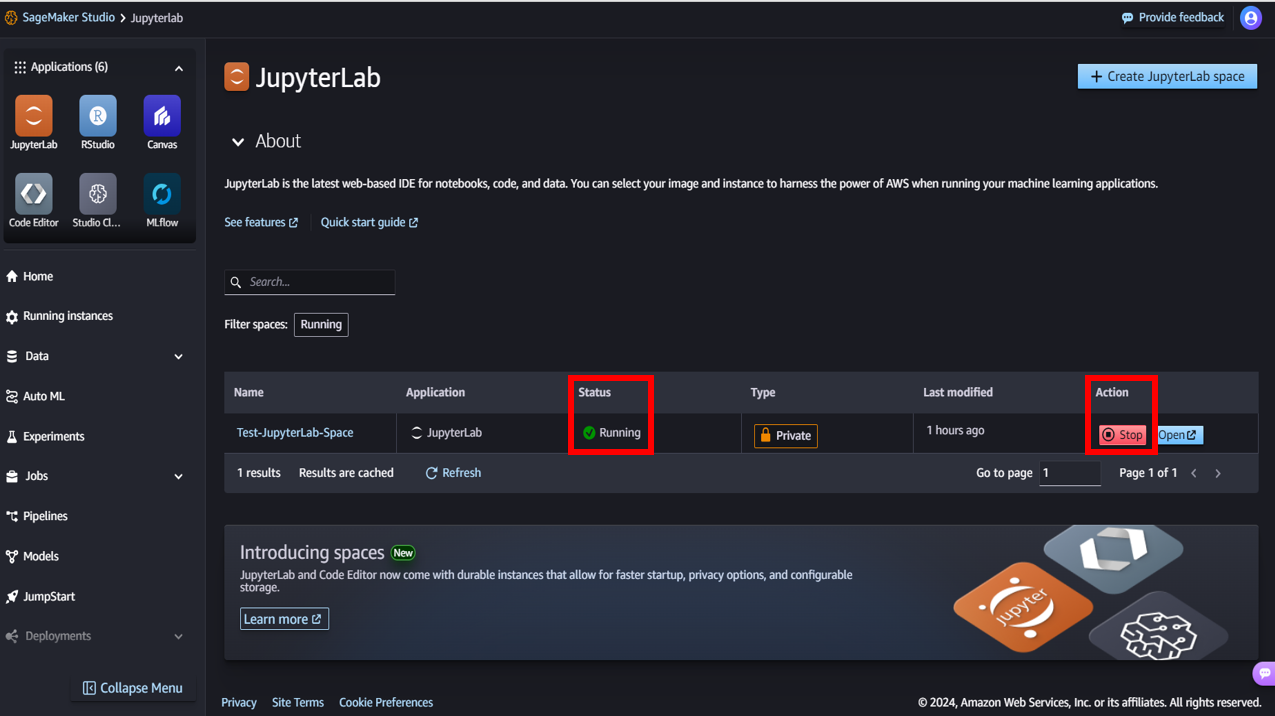 SageMaker Studio > Jupyterlab
Provide feedback
Applications (6)
JupyterLab
RStudio
Canvas
Code Editor
Studio Cl...
MLflow
Home
Running instances
Data
Auto ML
Experiments
Jobs
Pipelines
Models
JumpStart
Deployments
Collapse Menu
JupyterLab
+ Create JupyterLab space
About
JupyterLab is the latest web-based IDE for notebooks, code, and data. You can select your image and instance to harness the power of AWS when running your machine learning applications.
See features
Quick start guide
Search...
Filter spaces: Running
Name Application Status Type Last modified Action
Test-JupyterLab-Space JupyterLab Running Private 1 hours ago Stop Open
1 results Results are cached Refresh Go to page 1 Page 1 of 1
Introducing spaces New
JupyterLab and Code Editor now come with durable instances that allow for faster startup, privacy options, and configurable
storage.
Learn more
jupyter
Privacy Site Terms Cookie Preferences © 2024, Amazon Web Services, Inc. or its affiliates. All rights reserved.